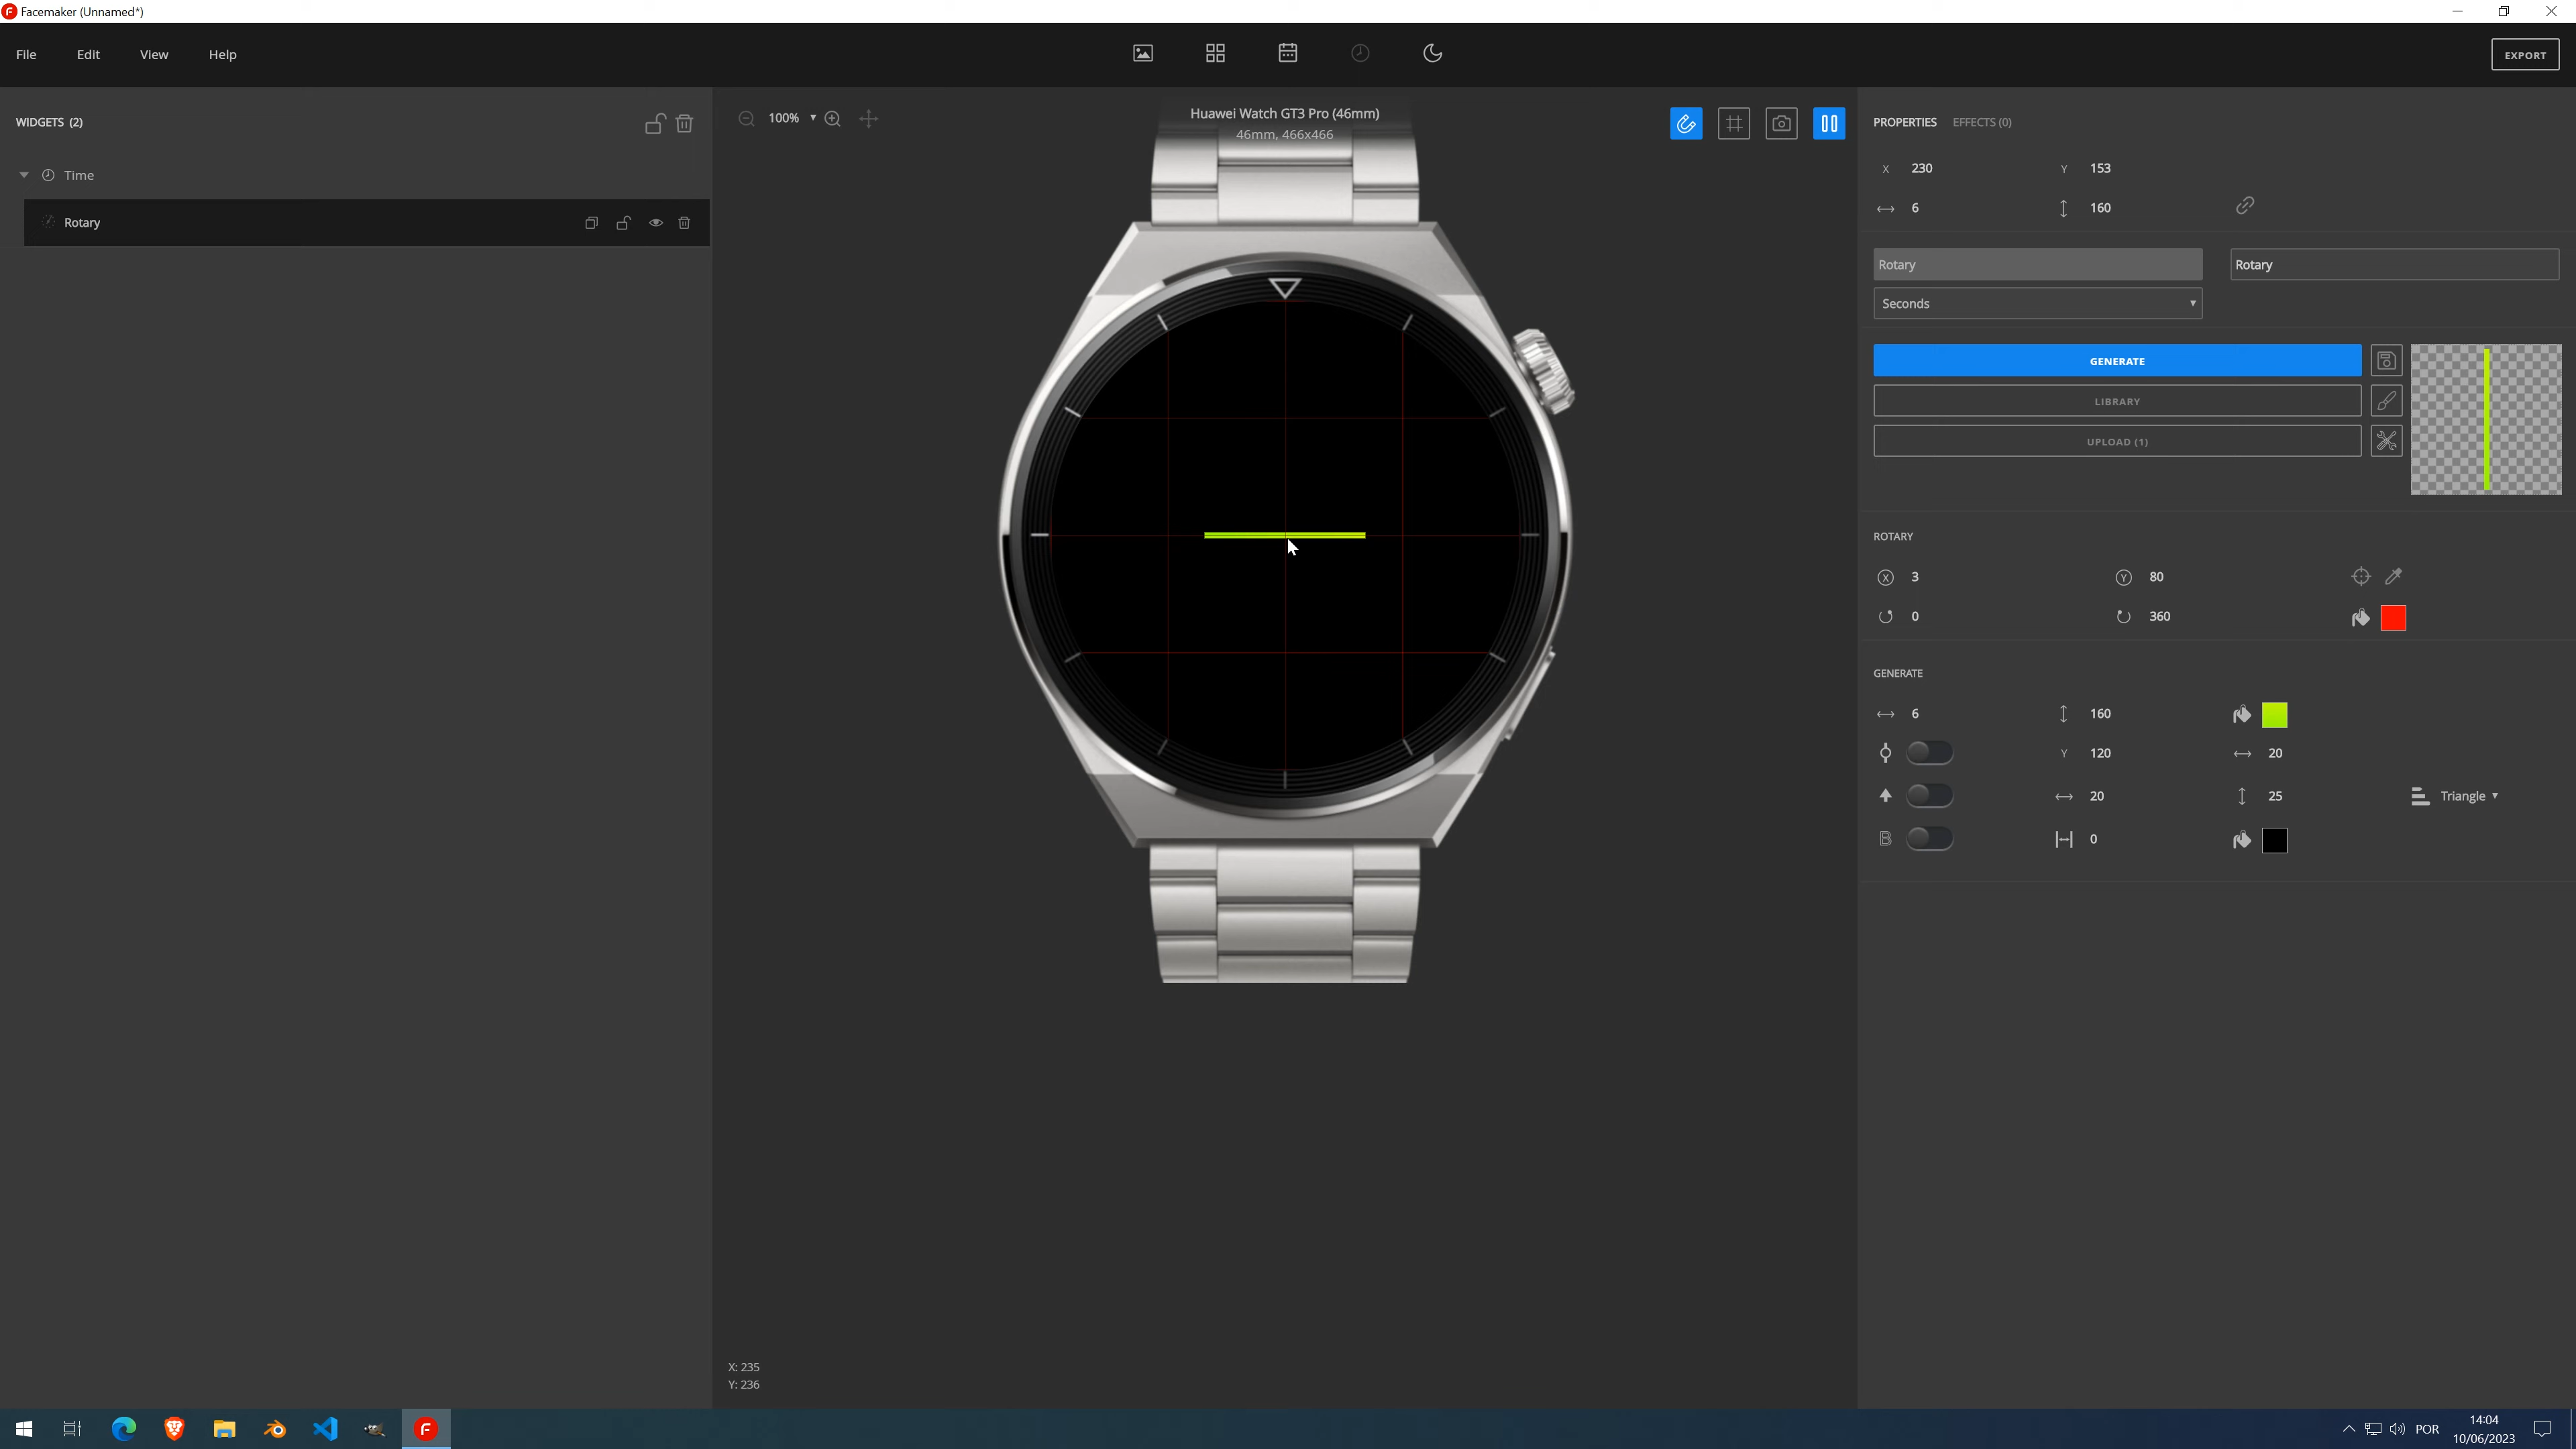 Facemaker (Unnamed*)
File Edit View Help
EXPORT
WIDGETS (2)
Time
Rotary
100%
Huawei Watch GT3 Pro (46mm)
46mm, 466x466
X: 235
Y: 236
PROPERTIES EFFECTS (0)
X 230 Y 153
6 160
Rotary Rotary
Seconds
GENERATE
LIBRARY
UPLOAD (1)
ROTARY
X 3 Y 80
0 360
GENERATE
6 160
Y 120 20
20 25 Triangle
B 0
POR
14:04
10/06/2023